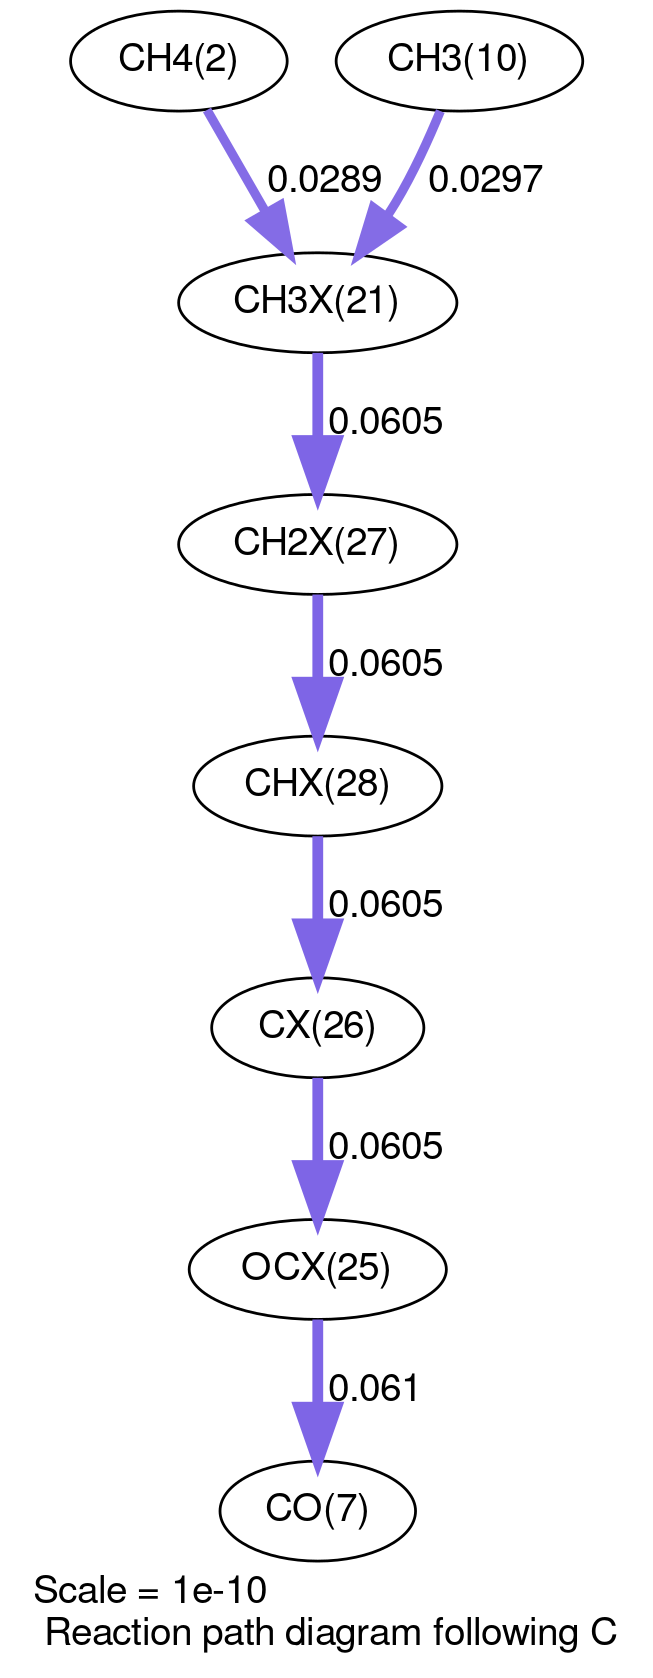 CH4(2)
CH3(10)
0.0289
0.0297
CH3X(21)
0.0605
CH2X(27)
0.0605
CHX(28)
0.0605
CX(26)
0.0605
OCX(25)
0.061
CO(7)
Scale = 1e-10
Reaction path diagram following C